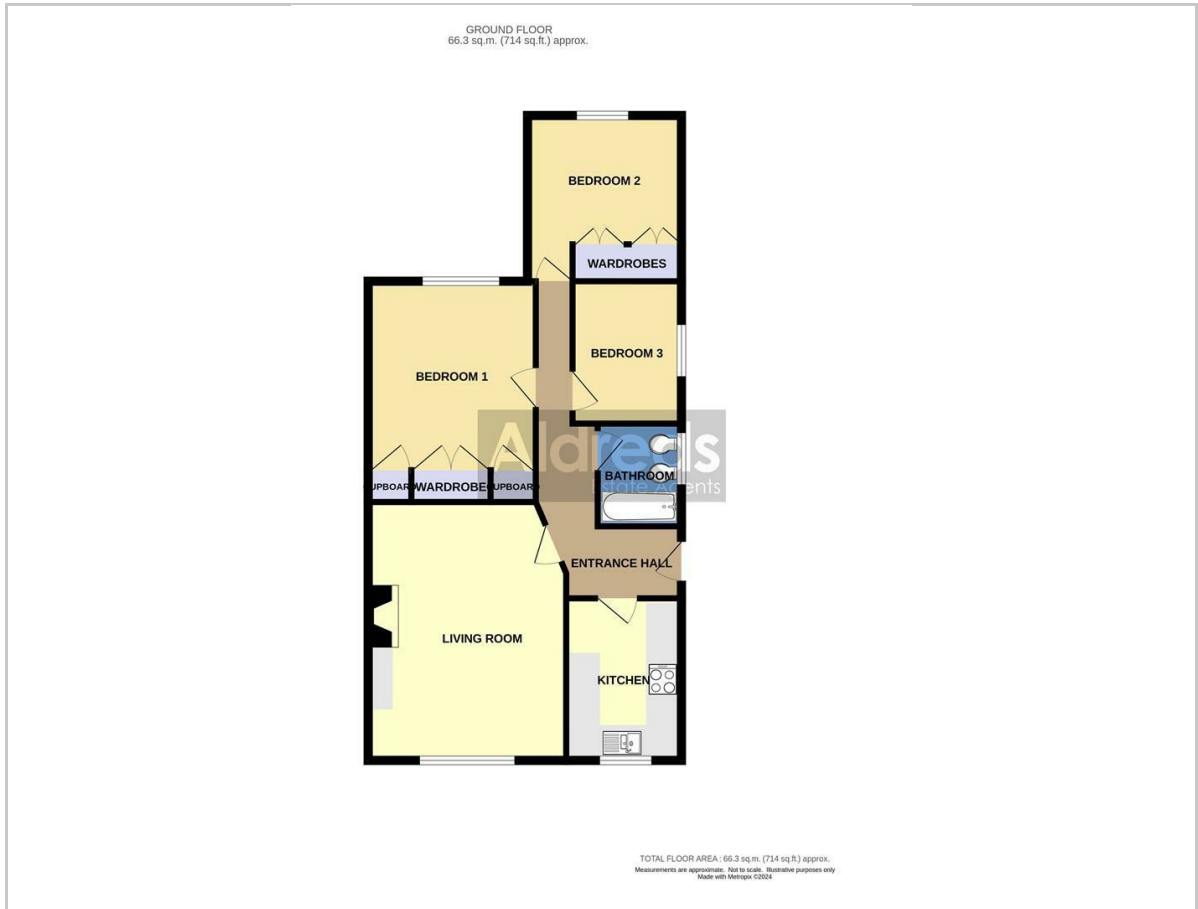 GROUND FLOOR
66.3 sq.m. (714 sq.ft.) approx.
BEDROOM 2
WARDROBES
BEDROOM 3
BEDROOM 1
Aldreds
Estate Agents
BATHROOM
UPBOAR WARDROBE UPBOAR
ENTRANCE HALL
LIVING ROOM
KITCHEN
TOTAL FLOOR AREA : 66.3 sq.m. (714 sq.ft.) approx.
Measurements are approximate. Not to scale. Illustrative purposes only
Made with Metropix ©2024